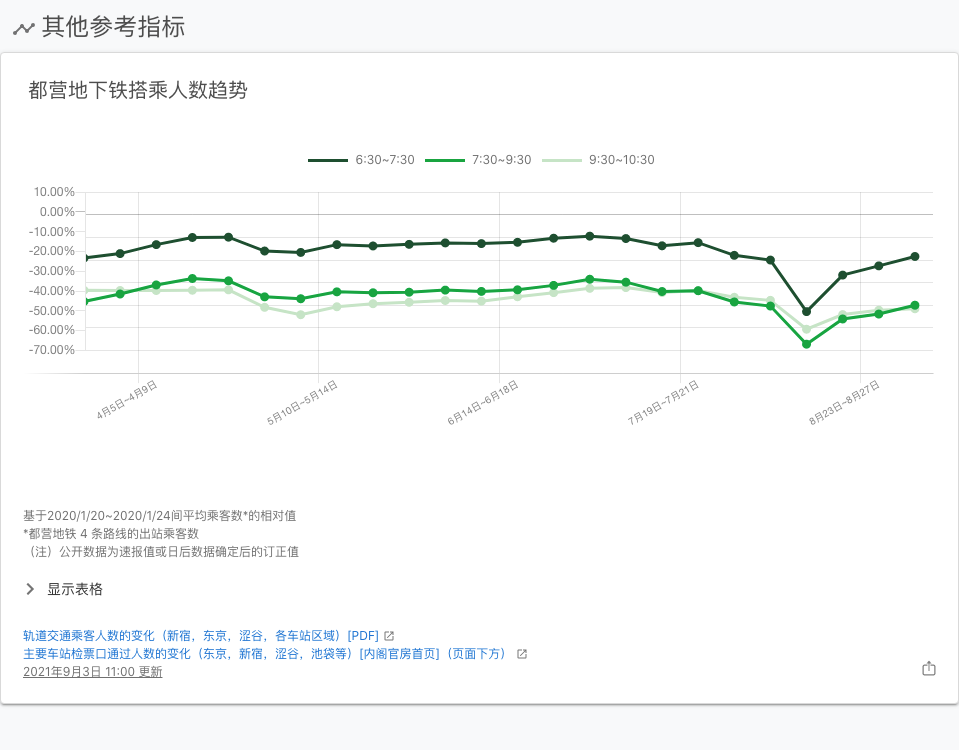 其他参考指标
都营地下铁搭乘人数趋势
6:30~7:30 7:30~9:30 9:30~10:30
10.00%
0.00%
-10.00%
-20.00%
-30.00%
-40.00%
-50.00%
-60.00%
-70.00%
4月5日~4月9日 5月10日~5月14日 6月14日~6月18日 7月19日~7月21日 8月23日~8月27日
基于2020/1/20~2020/1/24间平均乘客数*的相对值
*都营地铁 4 条路线的出站乘客数
（注）公开数据为速报值或日后数据确定后的订正值
显示表格
轨道交通乘客人数的变化（新宿，东京，涩谷，各车站区域）[PDF]
主要车站检票口通过人数的变化（东京，新宿，涩谷，池袋等）[内阁官房首页]（页面下方）
2021年9月3日 11:00 更新